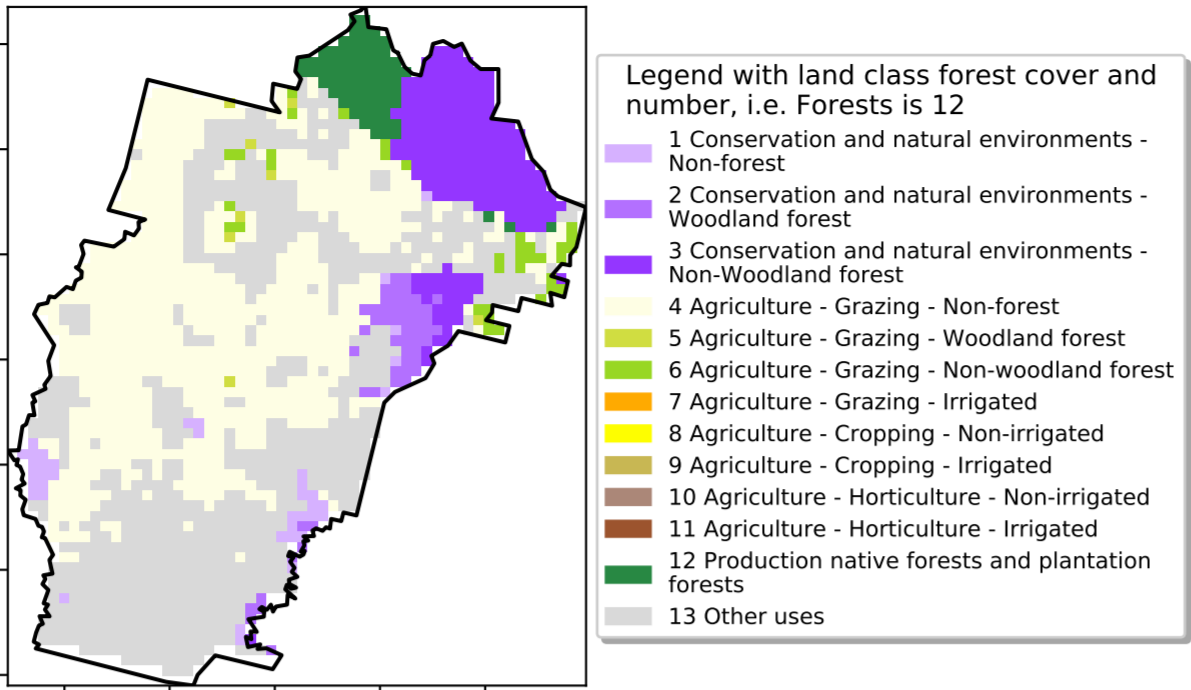 Legend with land class forest cover and
number, i.e. Forests is 12
1 Conservation and natural environments -
Non-forest
2 Conservation and natural environments -
Woodland forest
3 Conservation and natural environments -
Non-Woodland forest
4 Agriculture - Grazing - Non-forest
5 Agriculture - Grazing - Woodland forest
6 Agriculture - Grazing - Non-woodland forest
7 Agriculture - Grazing - Irrigated
8 Agriculture - Cropping - Non-irrigated
9 Agriculture - Cropping - Irrigated
10 Agriculture - Horticulture - Non-irrigated
11 Agriculture - Horticulture - Irrigated
12 Production native forests and plantation
forests
13 Other uses